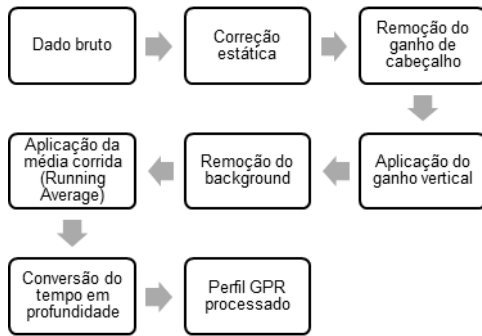 Dado bruto
Correção
estática
Remoção do
ganho de
cabeçalho
Aplicação do
ganho vertical
Remoção do
background
Aplicação da
média corrida
(Running
Average)
Conversão do
tempo em
profundidade
Perfil GPR
processado